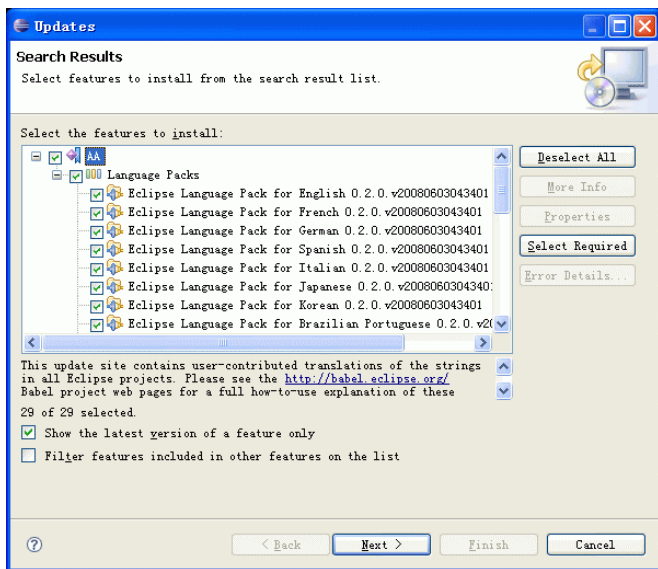 Updates
Search Results
Select features to install from the search result list.
Select the features to install:
AA
Language Packs
Eclipse Language Pack for English 0.2.0.v20080603043401
Eclipse Language Pack for French 0.2.0.v20080603043401
Eclipse Language Pack for German 0.2.0.v20080603043401
Eclipse Language Pack for Spanish 0.2.0.v20080603043401
Eclipse Language Pack for Italian 0.2.0.v20080603043401
Eclipse Language Pack for Japanese 0.2.0.v20080603043401
Eclipse Language Pack for Korean 0.2.0.v20080603043401
Eclipse Language Pack for Brazilian Portuguese 0.2.0.v20
Deselect All
More Info
Properties
Select Required
Error Details...
This update site contains user-contributed translations of the strings
in all Eclipse projects. Please see the http://babel.eclipse.org/
Babel project web pages for a full how-to-use explanation of these
29 of 29 selected.
Show the latest version of a feature only
Filter features included in other features on the list
< Back
Next >
Finish
Cancel